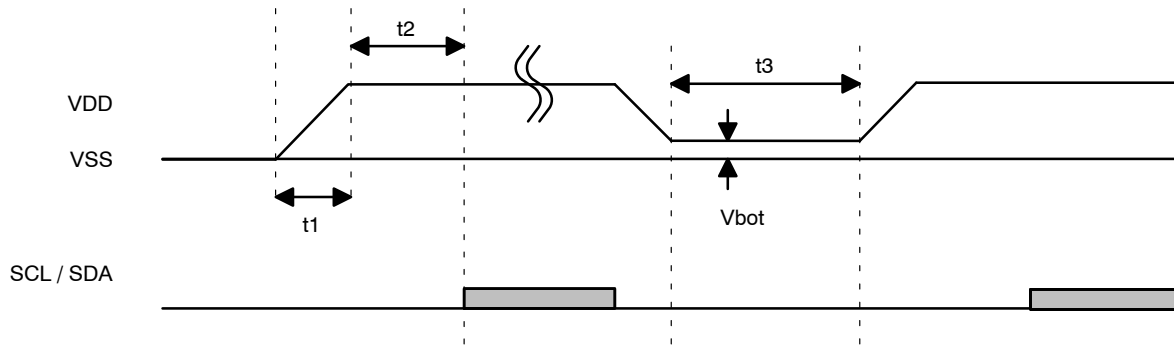 t2
t3
VDD
VSS
t1
Vbot
SCL / SDA